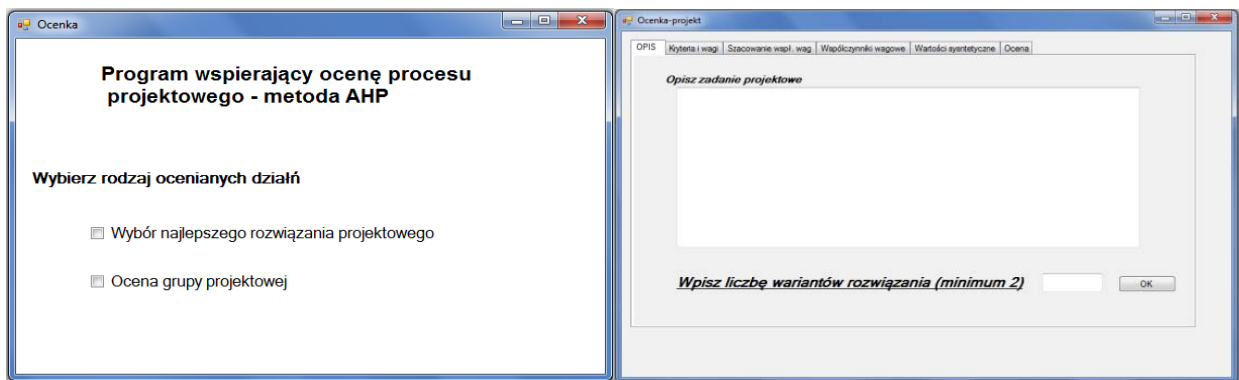 Ocenka
Program wspierający ocenę procesu
projektowego - metoda AHP
Wybierz rodzaj ocenianych działń
Wybór najlepszego rozwiązania projektowego
Ocena grupy projektowej
Ocenka-projekt
OPIS Kryteria i wagi Szacowanie wspł. wag Współczynniki wagowe Wartości syantetyczne Ocena
Opisz zadanie projektowe
Wpisz liczbę wariantów rozwiązania (minimum 2) OK